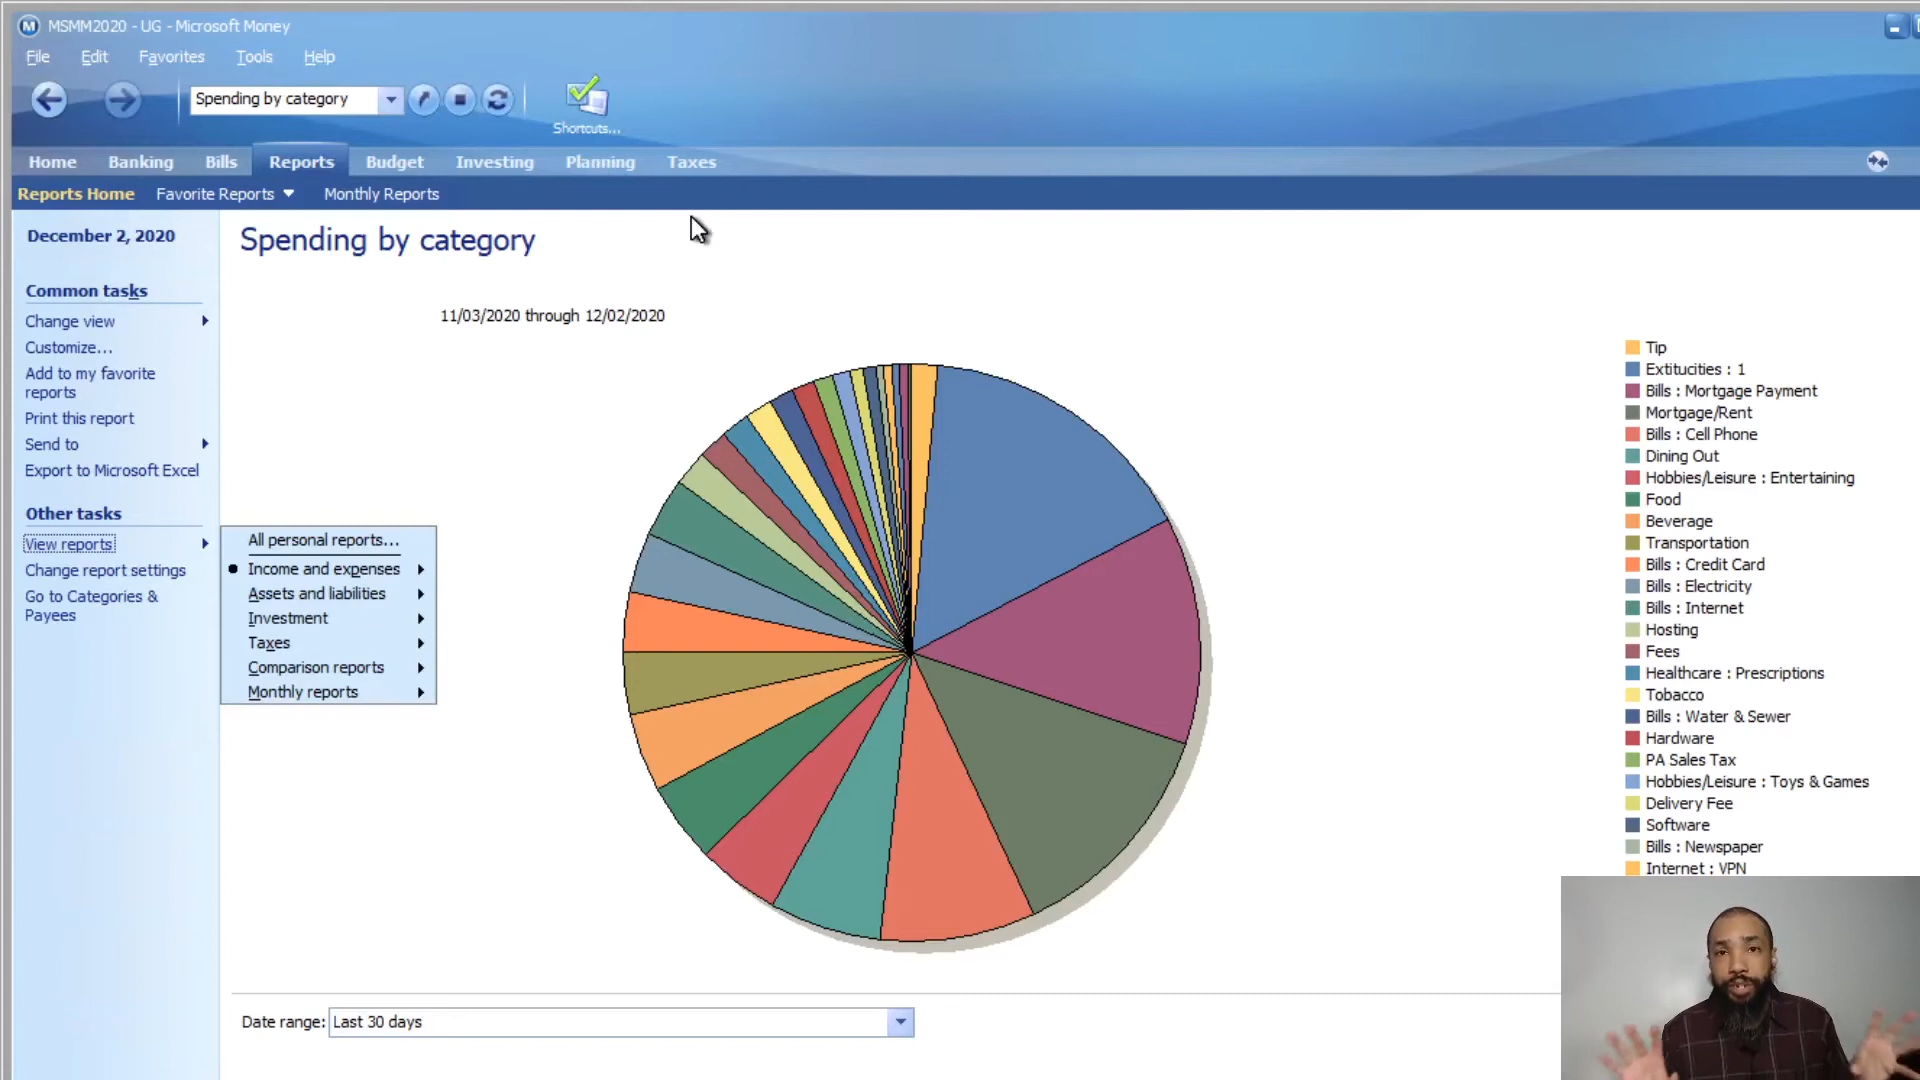 MSMM2020 - UG - Microsoft Money
File Edit Favorites Tools Help
Spending by category
Shortcuts...
Home Banking Bills Reports Budget Investing Planning Taxes
Reports Home Favorite Reports Monthly Reports
December 2, 2020
Common tasks
Change view
Customize...
Add to my favorite
reports
Print this report
Send to
Export to Microsoft Excel
Other tasks
View reports
Change report settings
Go to Categories &
Payees
All personal reports...
Income and expenses
Assets and liabilities
Investment
Taxes
Comparison reports
Monthly reports
Spending by category
11/03/2020 through 12/02/2020
Tip
Extitucities : 1
Bills : Mortgage Payment
Mortgage/Rent
Bills : Cell Phone
Dining Out
Hobbies/Leisure : Entertaining
Food
Beverage
Transportation
Bills : Credit Card
Bills : Electricity
Bills : Internet
Hosting
Fees
Healthcare : Prescriptions
Tobacco
Bills : Water & Sewer
Hardware
PA Sales Tax
Hobbies/Leisure : Toys & Games
Delivery Fee
Software
Bills : Newspaper
Internet : VPN
Date range: Last 30 days